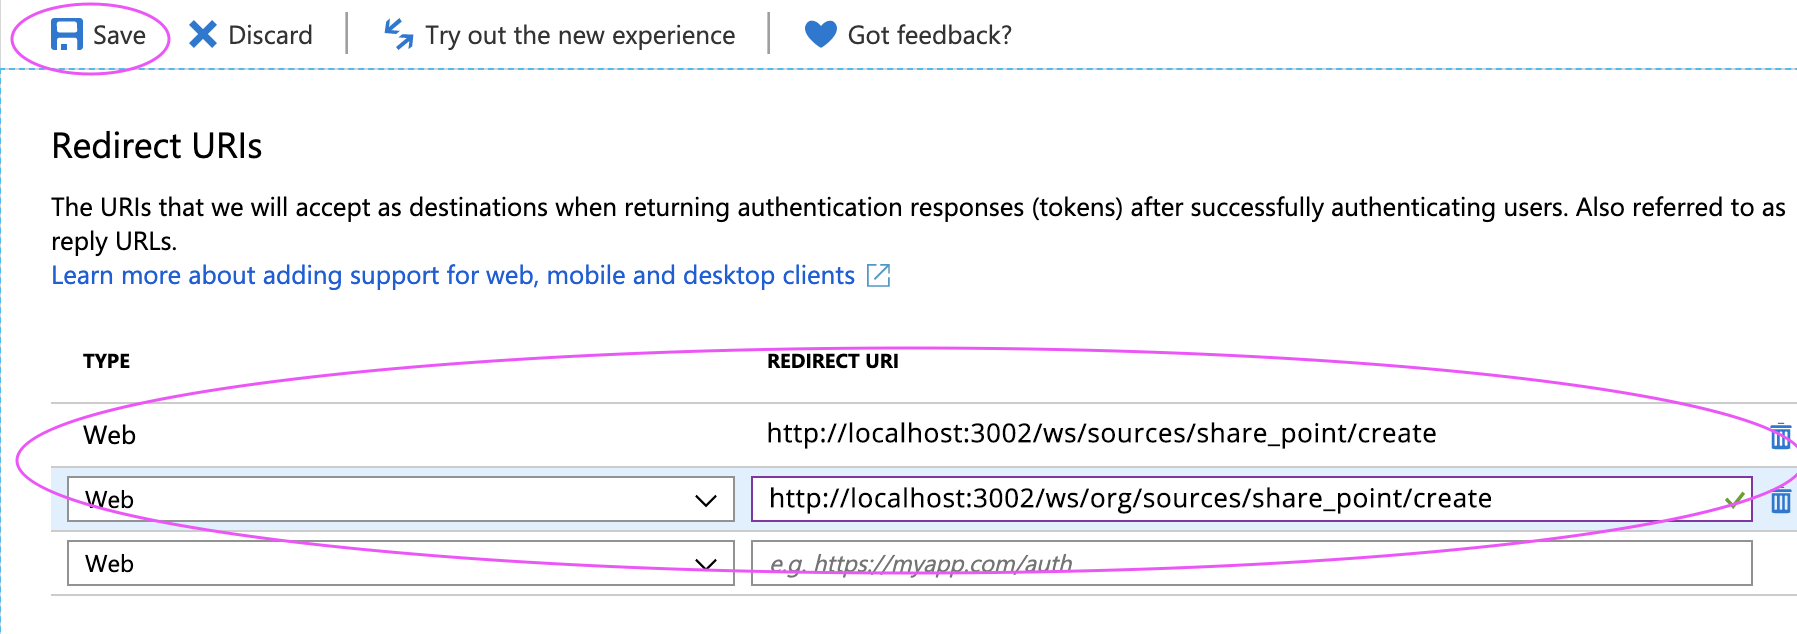 Save Discard Try out the new experience Got feedback?
Redirect URIs
The URIs that we will accept as destinations when returning authentication responses (tokens) after successfully authenticating users. Also referred to as
reply URLs.
Learn more about adding support for web, mobile and desktop clients
TYPE REDIRECT URI
Web http://localhost:3002/ws/sources/share_point/create
Web http://localhost:3002/ws/org/sources/share_point/create
Web e.g. https://myapp.com/auth